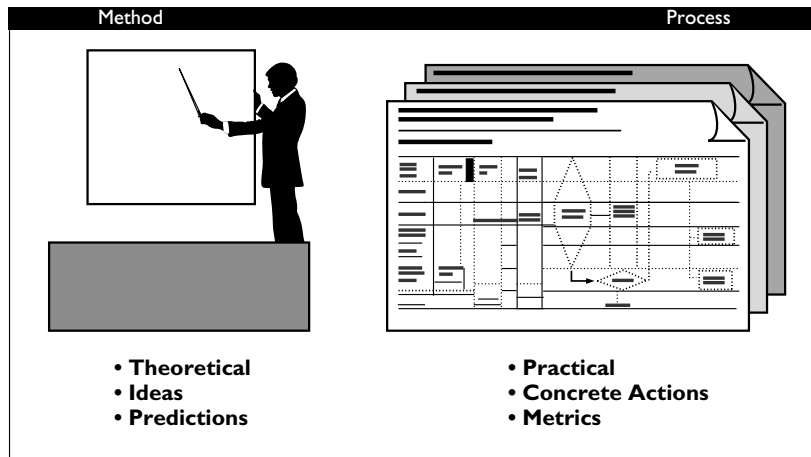 Method
Process
• Theoretical
• Ideas
• Predictions
• Practical
• Concrete Actions
• Metrics